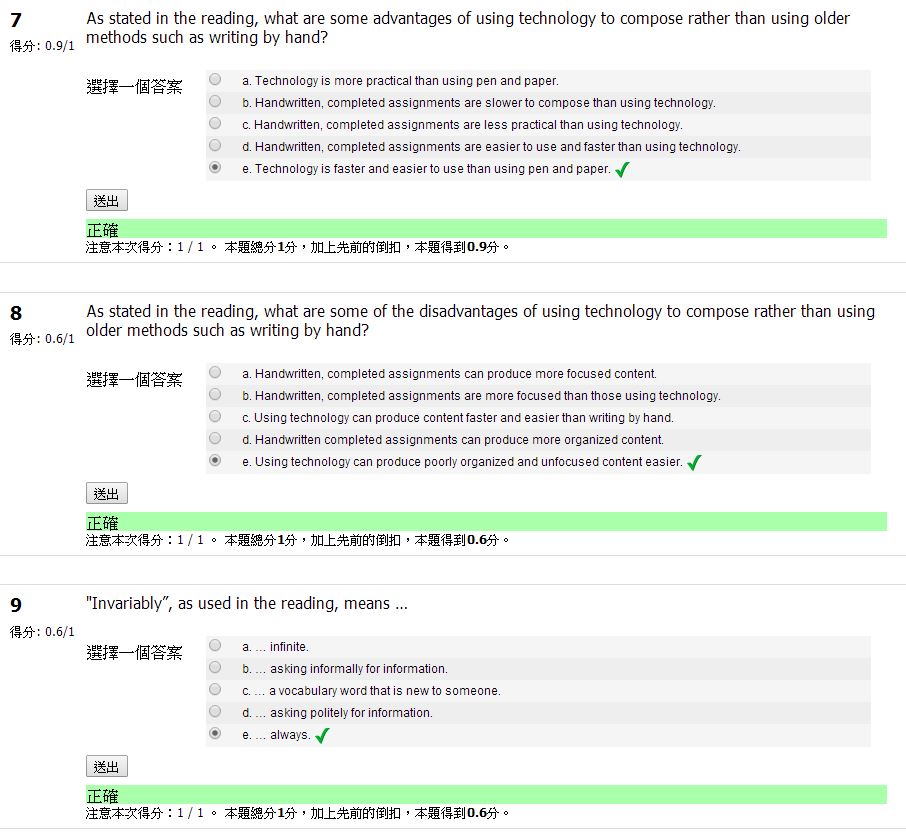 7
As stated in the reading, what are some advantages of using technology to compose rather than using older
methods such as writing by hand?
得分: 0.9/1
選擇一個答案
a. Technology is more practical than using pen and paper.
b. Handwritten, completed assignments are slower to compose than using technology.
c. Handwritten, completed assignments are less practical than using technology.
d. Handwritten, completed assignments are easier to use and faster than using technology.
e. Technology is faster and easier to use than using pen and paper.
送出
正確
注意本次得分：1 / 1 。 本題總分1分，加上先前的倒扣，本題得到0.9分。
8
As stated in the reading, what are some of the disadvantages of using technology to compose rather than using
older methods such as writing by hand?
得分: 0.6/1
選擇一個答案
a. Handwritten, completed assignments can produce more focused content.
b. Handwritten, completed assignments are more focused than those using technology.
c. Using technology can produce content faster and easier than writing by hand.
d. Handwritten completed assignments can produce more organized content.
e. Using technology can produce poorly organized and unfocused content easier.
送出
正確
注意本次得分：1 / 1 。 本題總分1分，加上先前的倒扣，本題得到0.6分。
9
"Invariably”, as used in the reading, means ...
得分: 0.6/1
選擇一個答案
a. ... infinite.
b. ... asking informally for information.
c. ... a vocabulary word that is new to someone.
d. ... asking politely for information.
e. ... always.
送出
正確
注意本次得分：1 / 1 。 本題總分1分，加上先前的倒扣，本題得到0.6分。